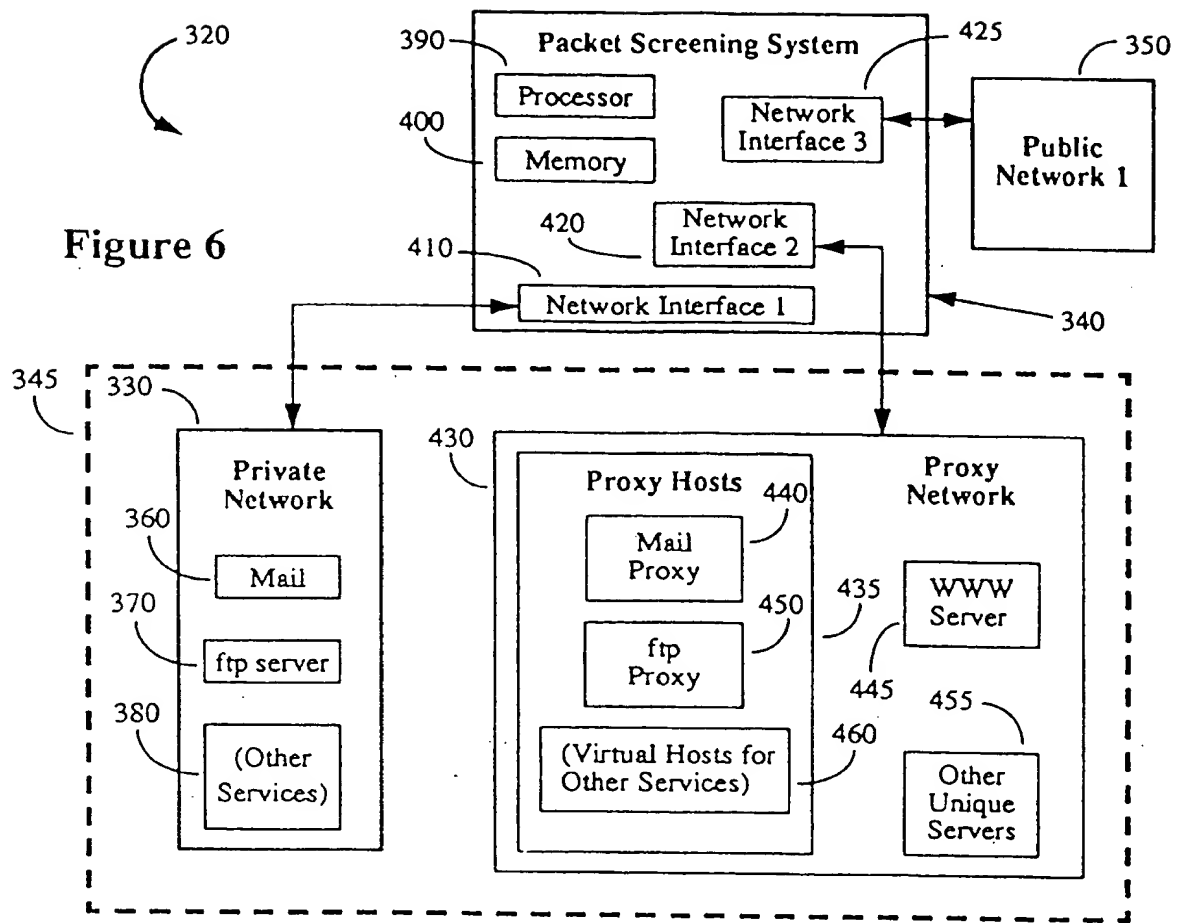 320
390
Packet Screening System
425
350
Processor
400
Memory
Network
Interface 3
Public
Network 1
Figure 6
420
Network
Interface 2
410
Network Interface 1
340
345
330
Private
Network
360
Mail
370
ftp server
380
(Other
Services)
430
Proxy Hosts
440
Mail
Proxy
450
ftp
Proxy
435
(Virtual Hosts for
Other Services)
460
Proxy
Network
WWW
Server
445
455
Other
Unique
Servers